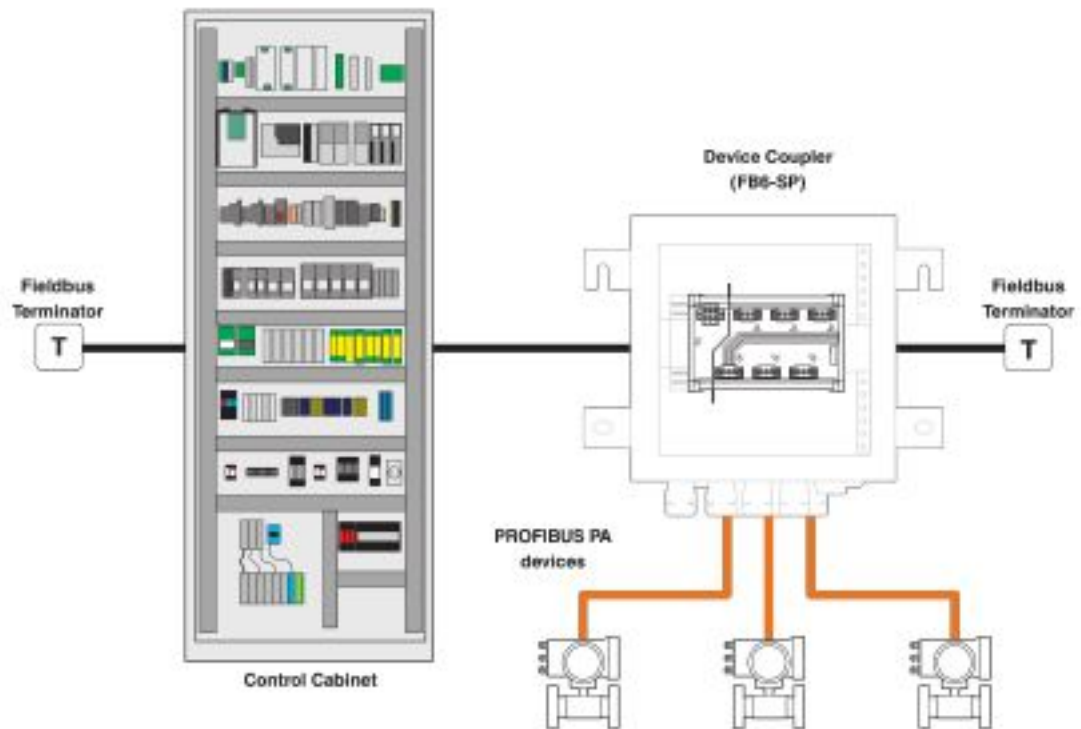 Device Coupler
(FB6-SP)
Fieldbus
Terminator
T
Fieldbus
Terminator
T
PROFIBUS PA
devices
Control Cabinet